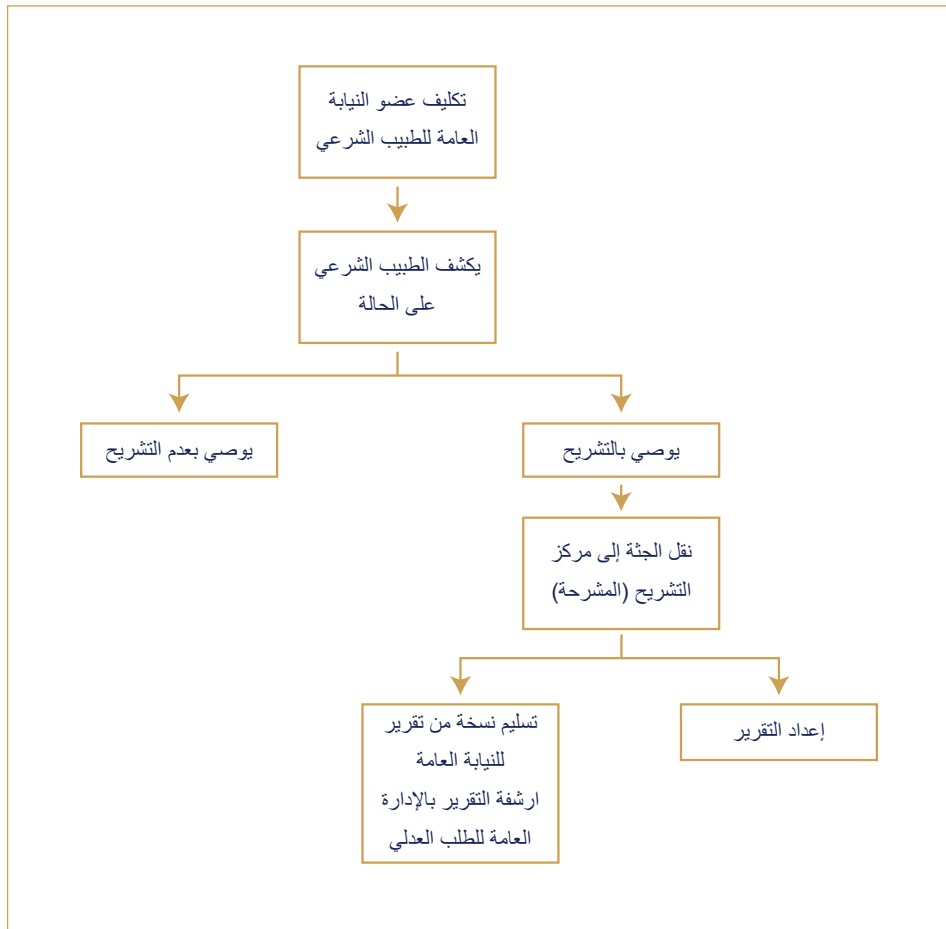 تكليف عضو النيابة
العامة للطبيب الشرعي
يكشف الطبيب الشرعي
على الحالة
يوصي بالتشريح
يوصي بعدم التشريح
نقل الجثة إلى مركز
التشريح (المشرحة)
إعداد التقرير
تسليم نسخة من تقرير
للنيابة العامة
ارشفة التقرير بالإدارة
العامة للطلب العدلي